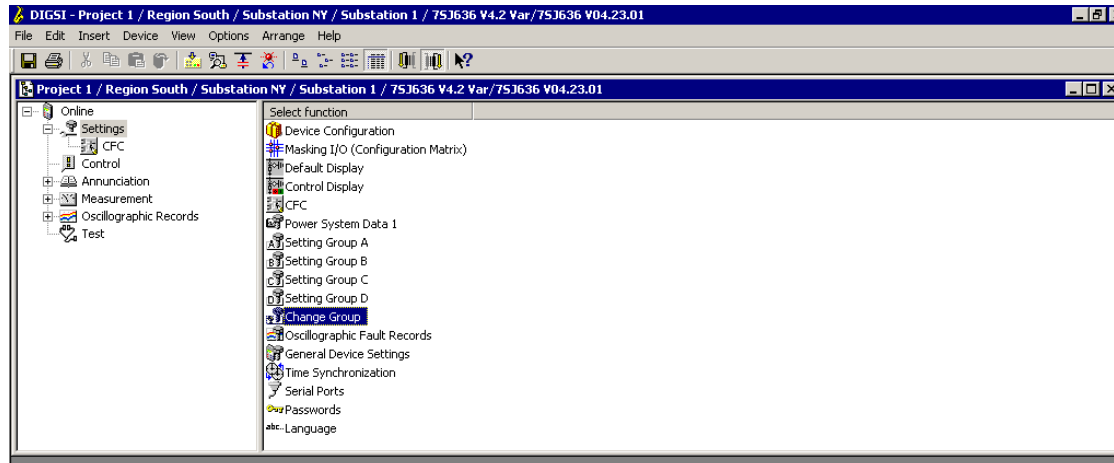 DIGSI - Project 1 / Region South / Substation NY / Substation 1 / 7SJ636 V4.2 Var/7SJ636 V04.23.01
File Edit Insert Device View Options Arrange Help
Project 1 / Region South / Substation NY / Substation 1 / 7SJ636 V4.2 Var/7SJ636 V04.23.01
Online
Settings
CFC
Control
Annunciation
Measurement
Oscillographic Records
Test
Select function
Device Configuration
Masking I/O (Configuration Matrix)
Default Display
Control Display
CFC
Power System Data 1
Setting Group A
Setting Group B
Setting Group C
Setting Group D
Change Group
Oscillographic Fault Records
General Device Settings
Time Synchronization
Serial Ports
Passwords
abc Language